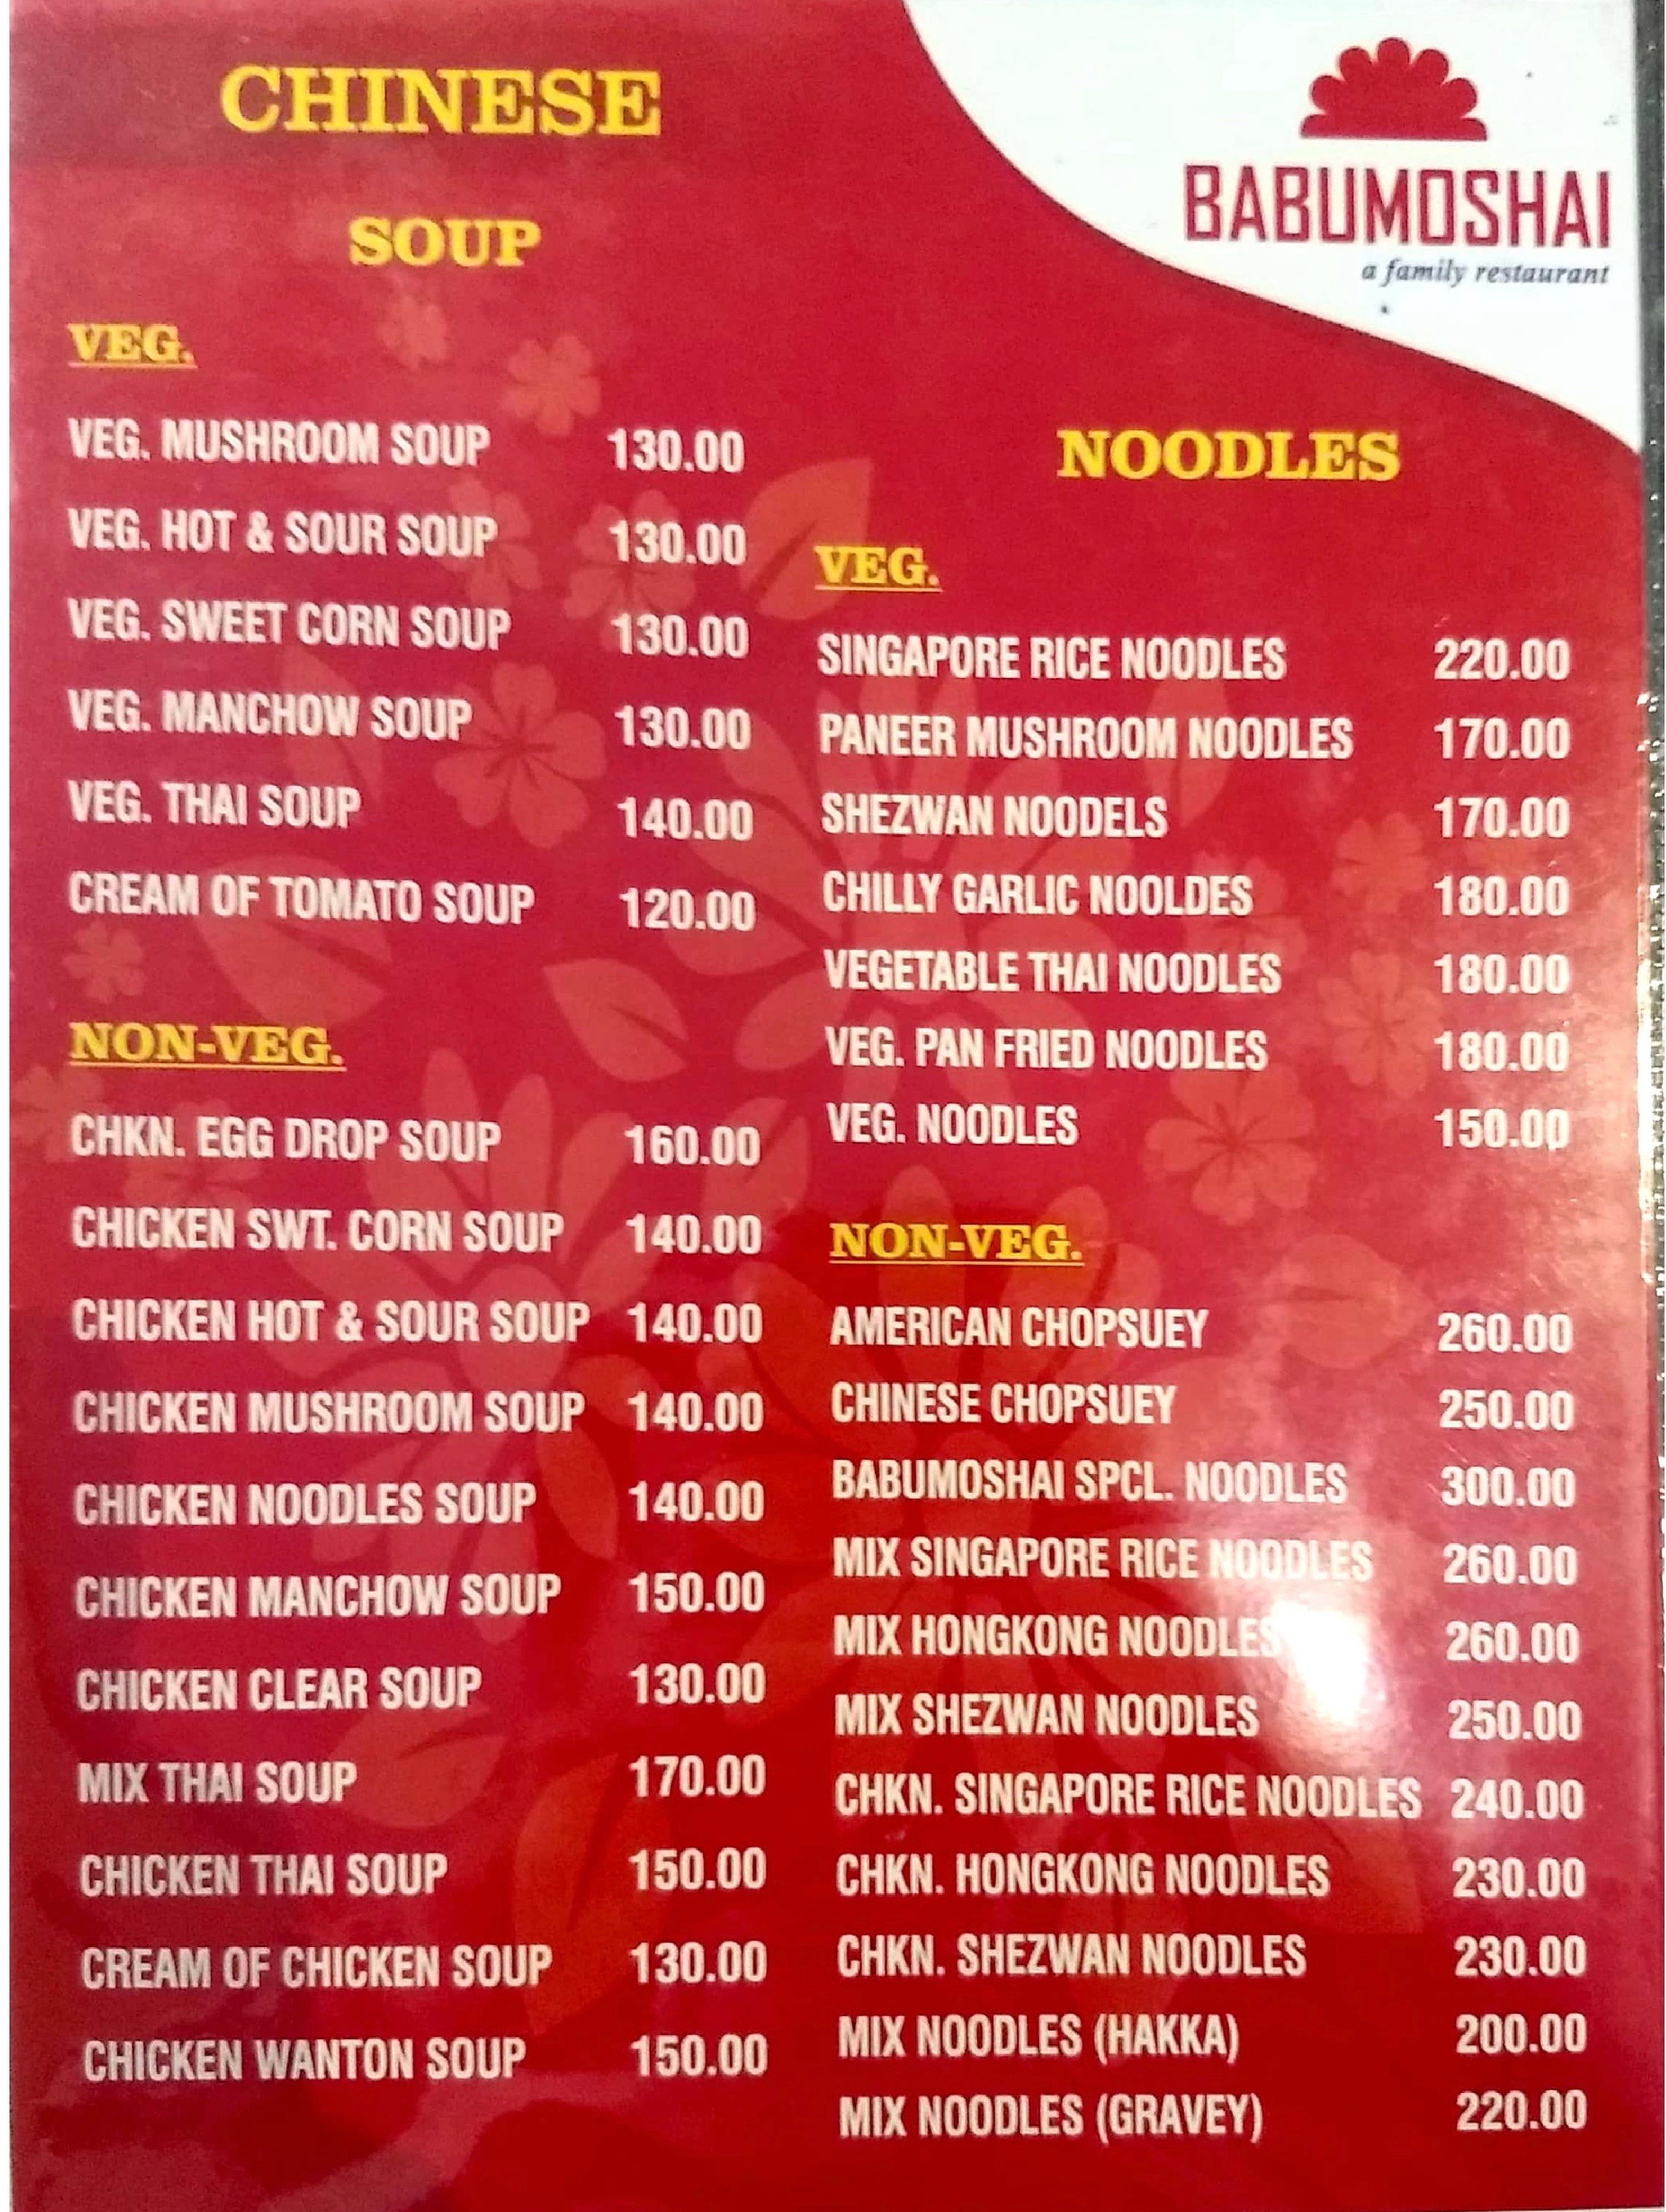 CHINESE
BABUMOSHAI
a family restaurant
SOUP
VEG.
VEG. MUSHROOM SOUP 130.00
VEG. HOT & SOUR SOUP 130.00
VEG. SWEET CORN SOUP 130.00
VEG. MANCHOW SOUP 130.00
VEG. THAI SOUP 140.00
CREAM OF TOMATO SOUP 120.00
NON-VEG.
CHKN. EGG DROP SOUP 160.00
CHICKEN SWT. CORN SOUP 140.00
CHICKEN HOT & SOUR SOUP 140.00
CHICKEN MUSHROOM SOUP 140.00
CHICKEN NOODLES SOUP 140.00
CHICKEN MANCHOW SOUP 150.00
CHICKEN CLEAR SOUP 130.00
MIX THAI SOUP 170.00
CHICKEN THAI SOUP 150.00
CREAM OF CHICKEN SOUP 130.00
CHICKEN WANTON SOUP 150.00
NOODLES
VEG.
SINGAPORE RICE NOODLES 220.00
PANEER MUSHROOM NOODLES 170.00
SHEZWAN NOODELS 170.00
CHILLY GARLIC NOOLDES 180.00
VEGETABLE THAI NOODLES 180.00
VEG. PAN FRIED NOODLES 180.00
VEG. NOODLES 150.00
NON-VEG.
AMERICAN CHOPSUEY 260.00
CHINESE CHOPSUEY 250.00
BABUMOSHAI SPCL. NOODLES 300.00
MIX SINGAPORE RICE NOODLES 260.00
MIX HONGKONG NOODLES 260.00
MIX SHEZWAN NOODLES 250.00
CHKN. SINGAPORE RICE NOODLES 240.00
CHKN. HONGKONG NOODLES 230.00
CHKN. SHEZWAN NOODLES 230.00
MIX NOODLES (HAKKA) 200.00
MIX NOODLES (GRAVEY) 220.00